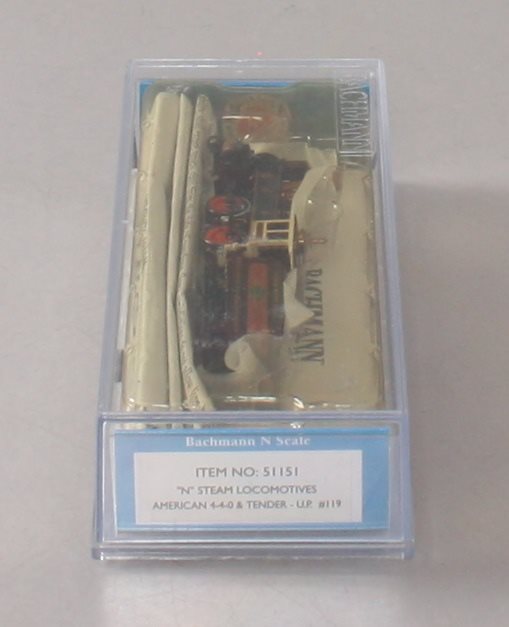 BACHMANN
BACHMANN
Bachmann N Scale
ITEM NO: 51151
"N" STEAM LOCOMOTIVES
AMERICAN 4-4-0 & TENDER - U.P. #119